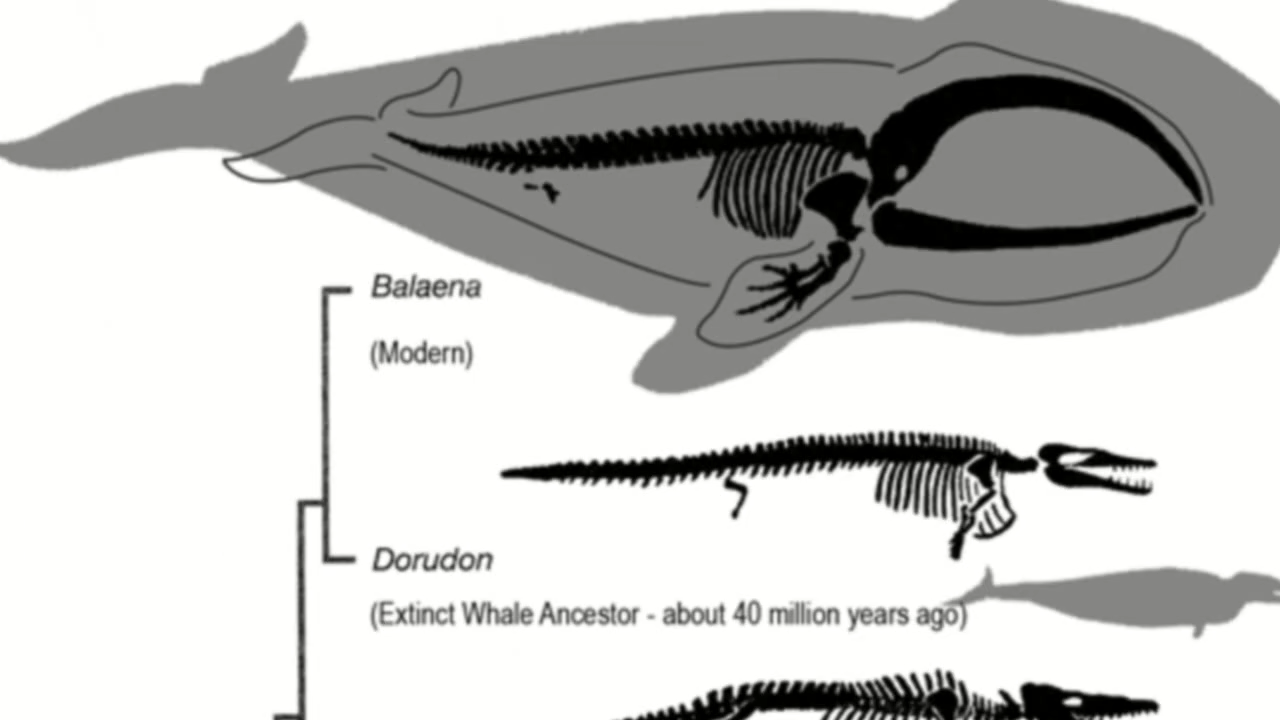 Balaena
(Modern)
Dorudon
(Extinct Whale Ancestor - about 40 million years ago)